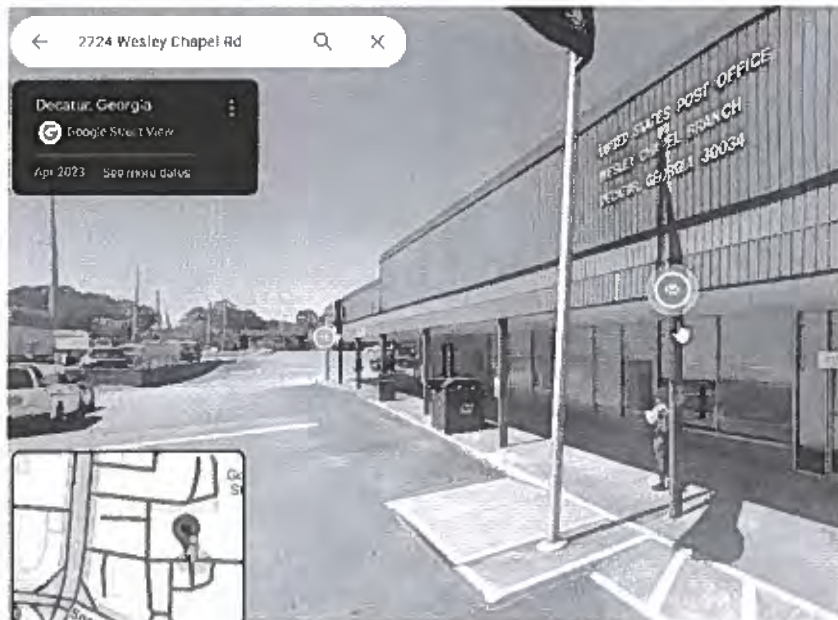 2724 Wesley Chapel Rd
Decatur, Georgia
Google Street View
Apr 2023 See more dates
UNITED STATES POST OFFICE
WESLEY CHAPEL BRANCH
DECATUR, GEORGIA 30034